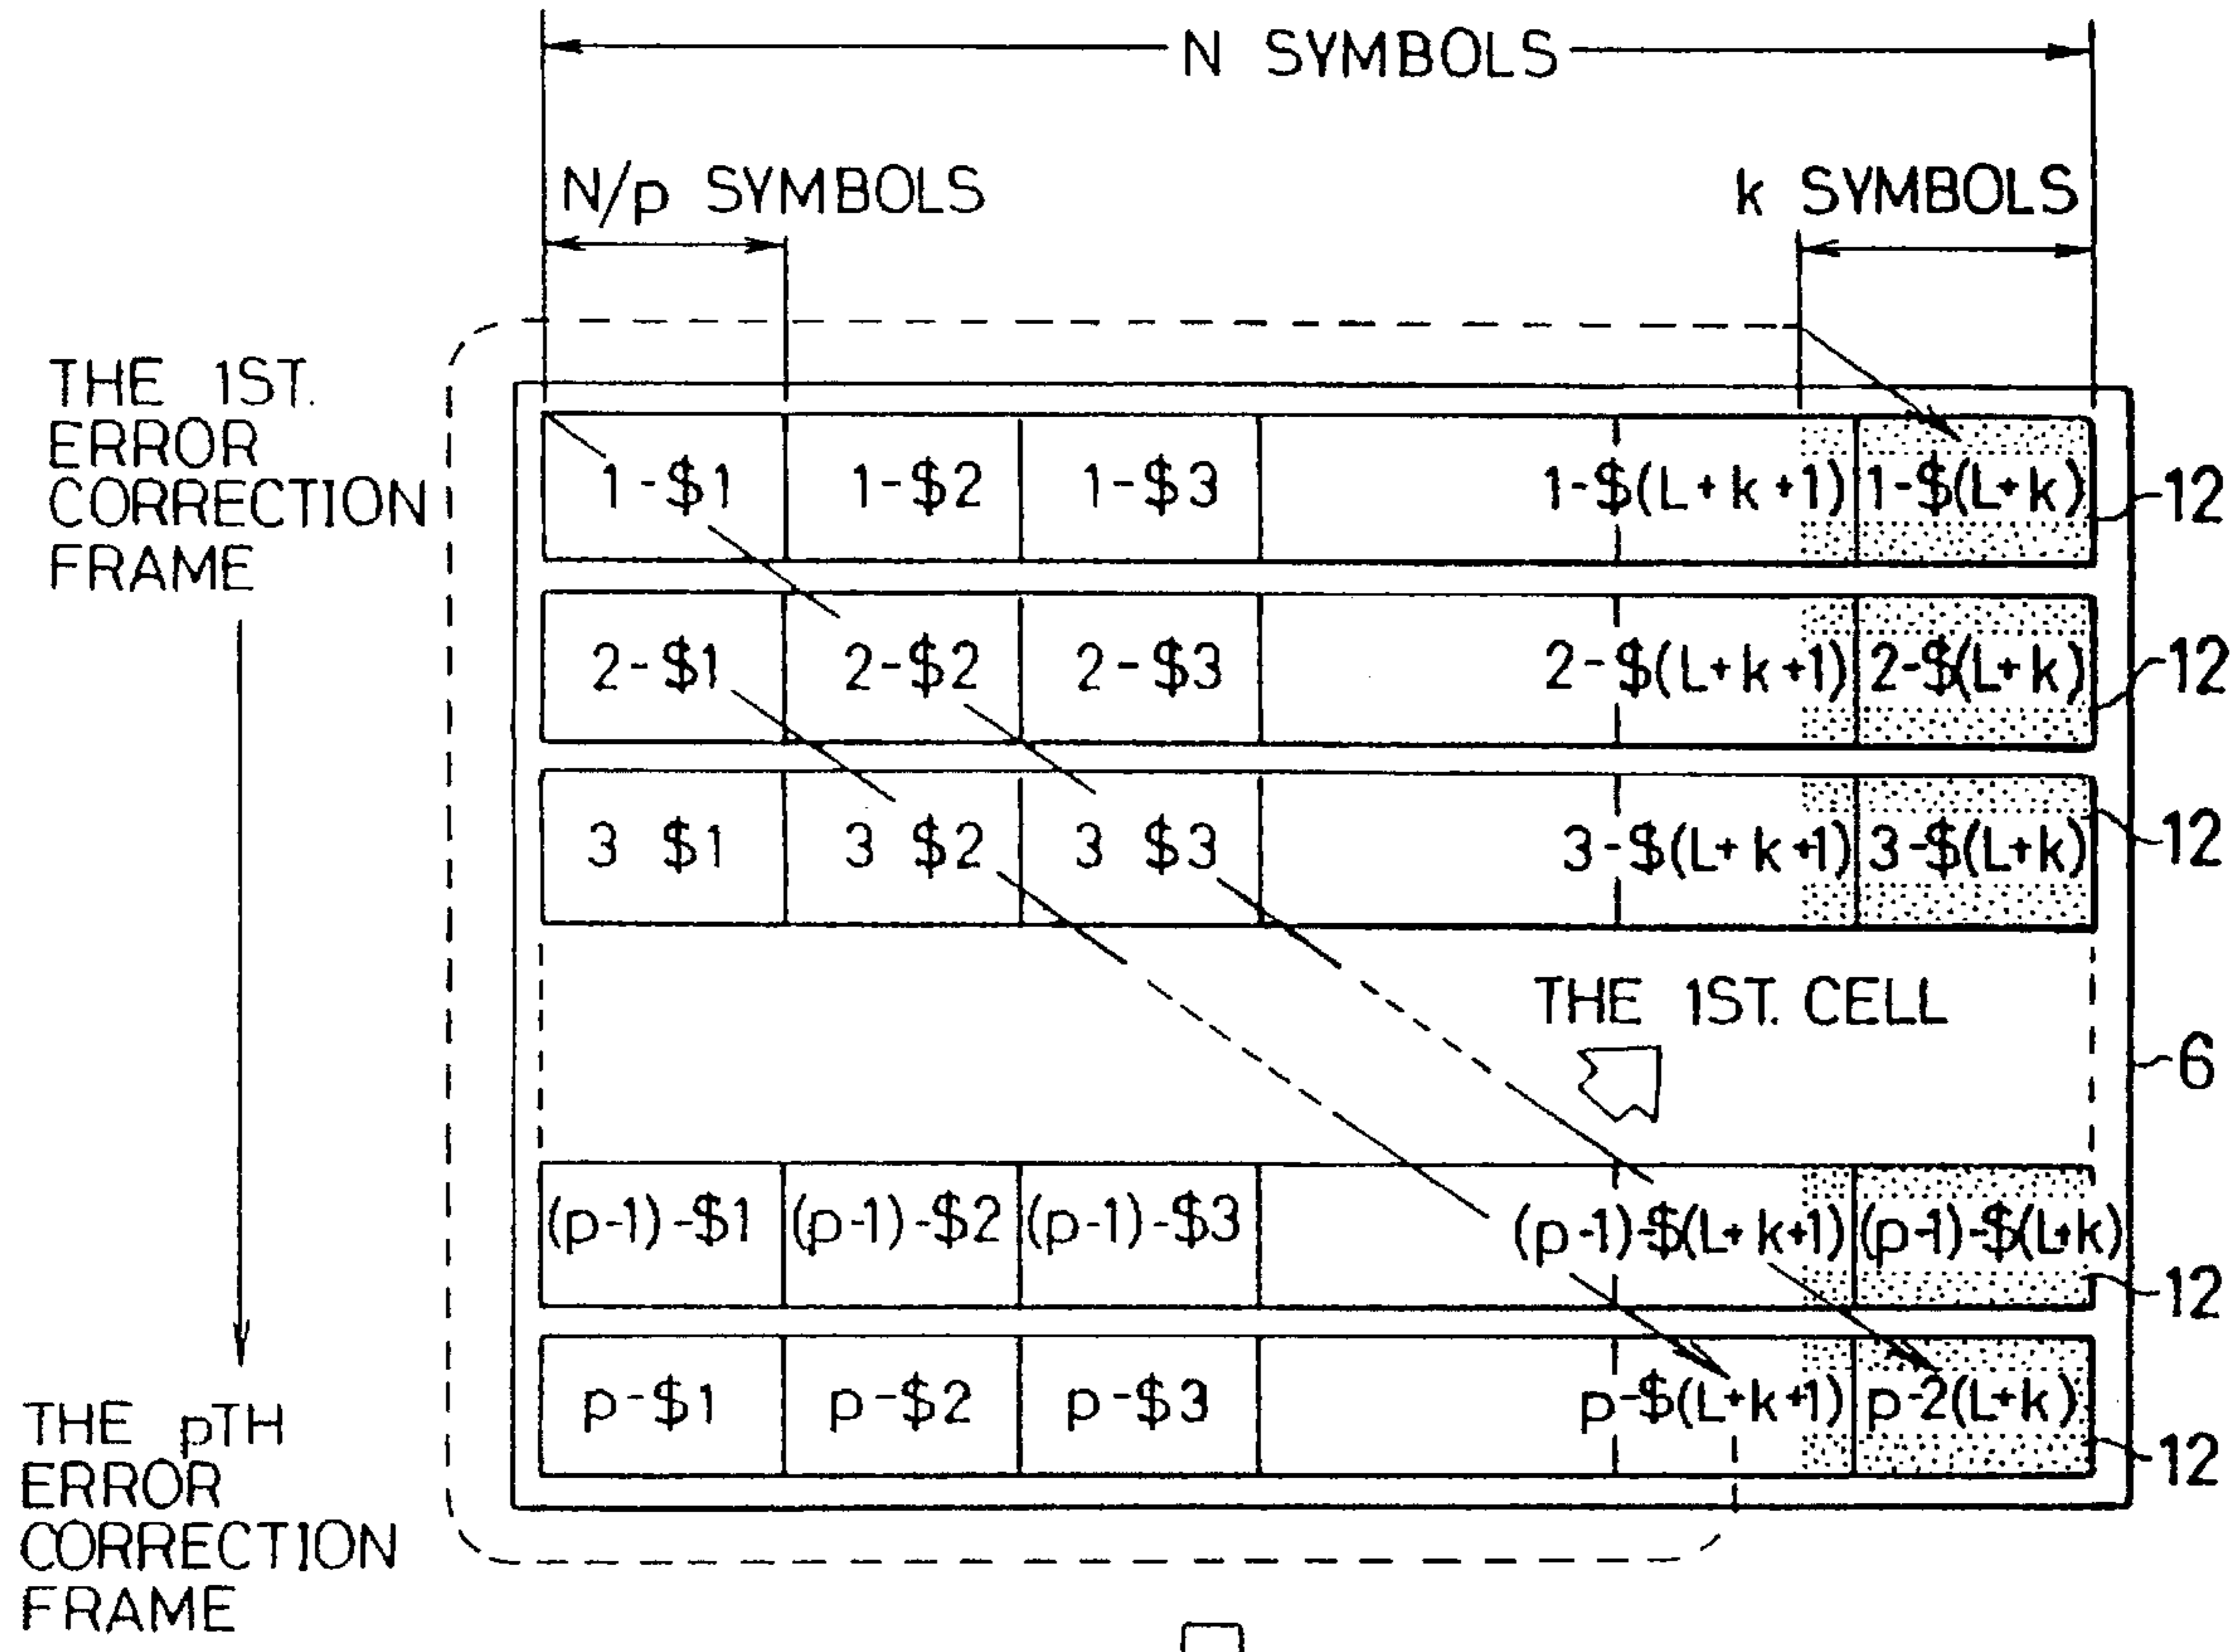 N SYMBOLS
N/p SYMBOLS
k SYMBOLS
THE 1ST.
ERROR
CORRECTION
FRAME
1-$1 1-$2 1-$3 1-$(L+k+1) 1-$(L+k) 12
2-$1 2-$2 2-$3 2-$(L+k+1) 2-$(L+k) 12
3 $1 3 $2 3 $3 3-$(L+k+1) 3-$(L+k) 12
THE 1ST. CELL
6
(p-1)-$1 (p-1)-$2 (p-1)-$3 (p-1)-$(L+k+1) (p-1)-$(L+k) 12
p-$1 p-$2 p-$3 p-$(L+k+1) p-2(L+k) 12
THE pTH
ERROR
CORRECTION
FRAME